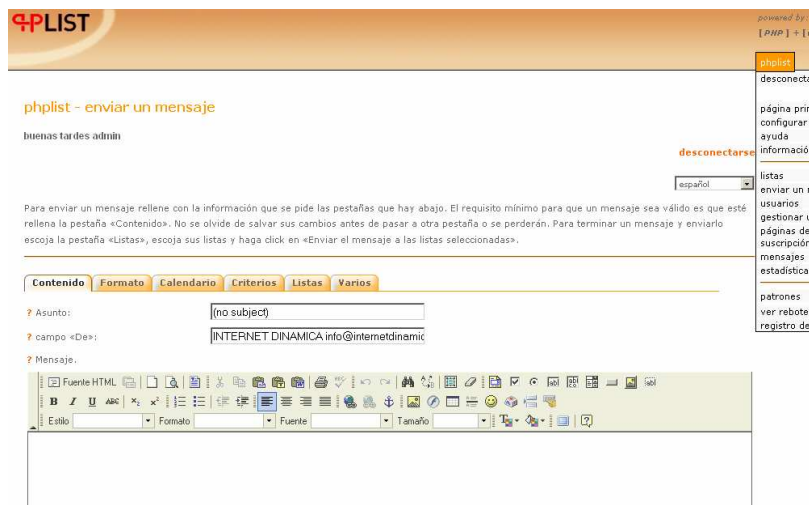 PHPLIST
powered by:
[ PHP ] + [
phplist
desconecta
phplist - enviar un mensaje
página prin
configurar
buenas tardes admin
ayuda
desconectarse
informació
español
listas
enviar un m
usuarios
gestionar u
páginas de
suscripción
mensajes
estadística
Para enviar un mensaje rellene con la información que se pide las pestañas que hay abajo. El requisito mínimo para que un mensaje sea válido es que esté
rellena la pestaña «Contenido». No se olvide de salvar sus cambios antes de pasar a otra pestaña o se perderán. Para terminar un mensaje y enviarlo
escoja la pestaña «Listas», escoja sus listas y haga click en «Enviar el mensaje a las listas seleccionadas».
patrones
ver rebote
registro de
Contenido Formato Calendario Criterios Listas Varios
? Asunto: (no subject)
? campo «De»: INTERNET DINAMICA info@internetdinamic
? Mensaje.
Fuente HTML
B I U ABC x₂ x²
Estilo Formato Fuente Tamaño